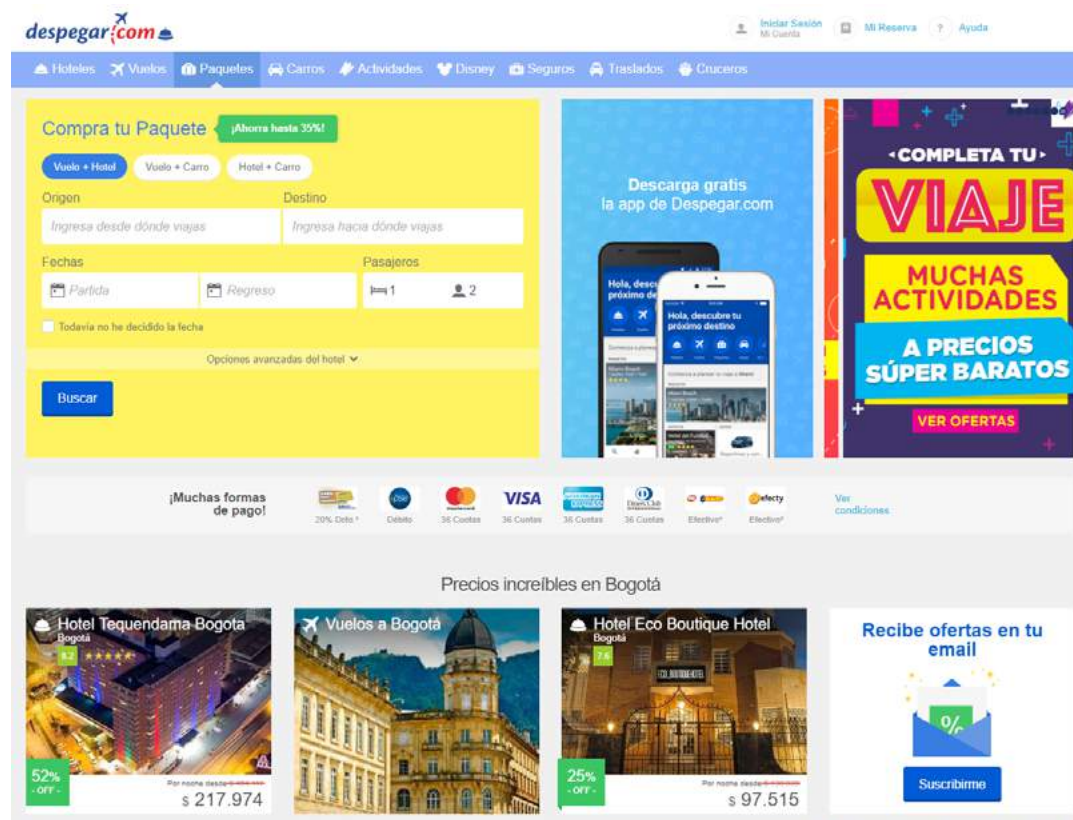 despegar.com
Iniciar Sesión
Mi Cuenta
Mi Reserva
? Ayuda
Hoteles Vuelos Paquetes Carros Actividades Disney Seguros Traslados Cruceros
Compra tu Paquete ¡Ahorra hasta 35%!
Vuelo + Hotel Vuelo + Carro Hotel + Carro
Origen Destino
Ingresa desde dónde viajas Ingresa hacia dónde viajas
Fechas Pasajeros
Partida Regreso 1 2
Todavía no he decidido la fecha
Opciones avanzadas del hotel
Buscar
Descarga gratis
la app de Despegar.com
Hola, descubre tu
próximo destino
COMPLETA TU
VIAJE
MUCHAS
ACTIVIDADES
A PRECIOS
SÚPER BARATOS
VER OFERTAS
¡Muchas formas
de pago!
VISA
efecty
20% Dcto * Débito 36 Cuotas 36 Cuotas 36 Cuotas 36 Cuotas Efectivo* Efectivo*
Ver
condiciones
Precios increíbles en Bogotá
Hotel Tequendama Bogota
Bogotá
8.2
52%
- OFF -
Por noche desde
$ 217.974
Vuelos a Bogotá
Hotel Eco Boutique Hotel
Bogotá
7.6
ECO BOUTIQUE HOTEL
25%
- OFF -
Por noche desde
$ 97.515
Recibe ofertas en tu
email
%
Suscribirme